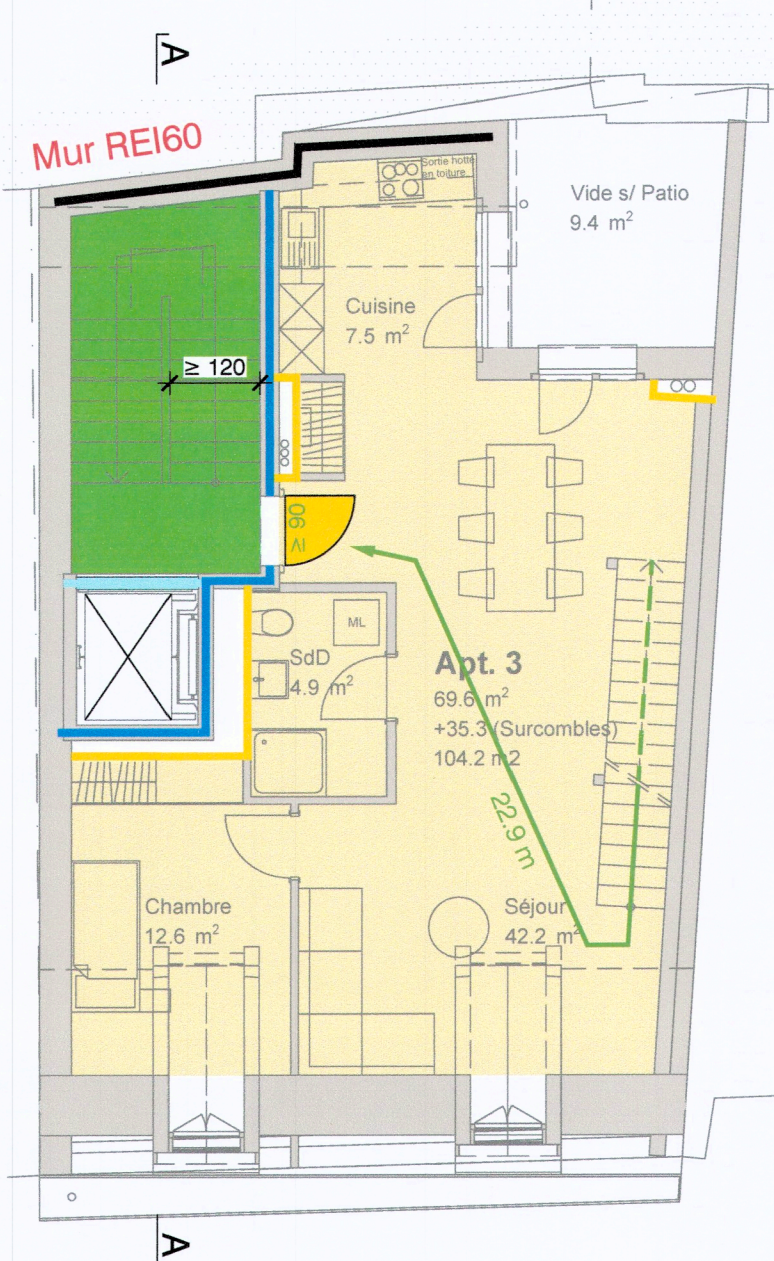 A
Mur REI60
Sortie hotte
en toiture
Vide s/ Patio
9.4 m²
Cuisine
7.5 m²
≥ 120
≥ 90
ML
SdD
4.9 m²
Apt. 3
69.6 m²
+35.3 (Surcombles)
104.2 m2
22.9 m
Chambre
12.6 m²
Séjour
42.2 m²
A